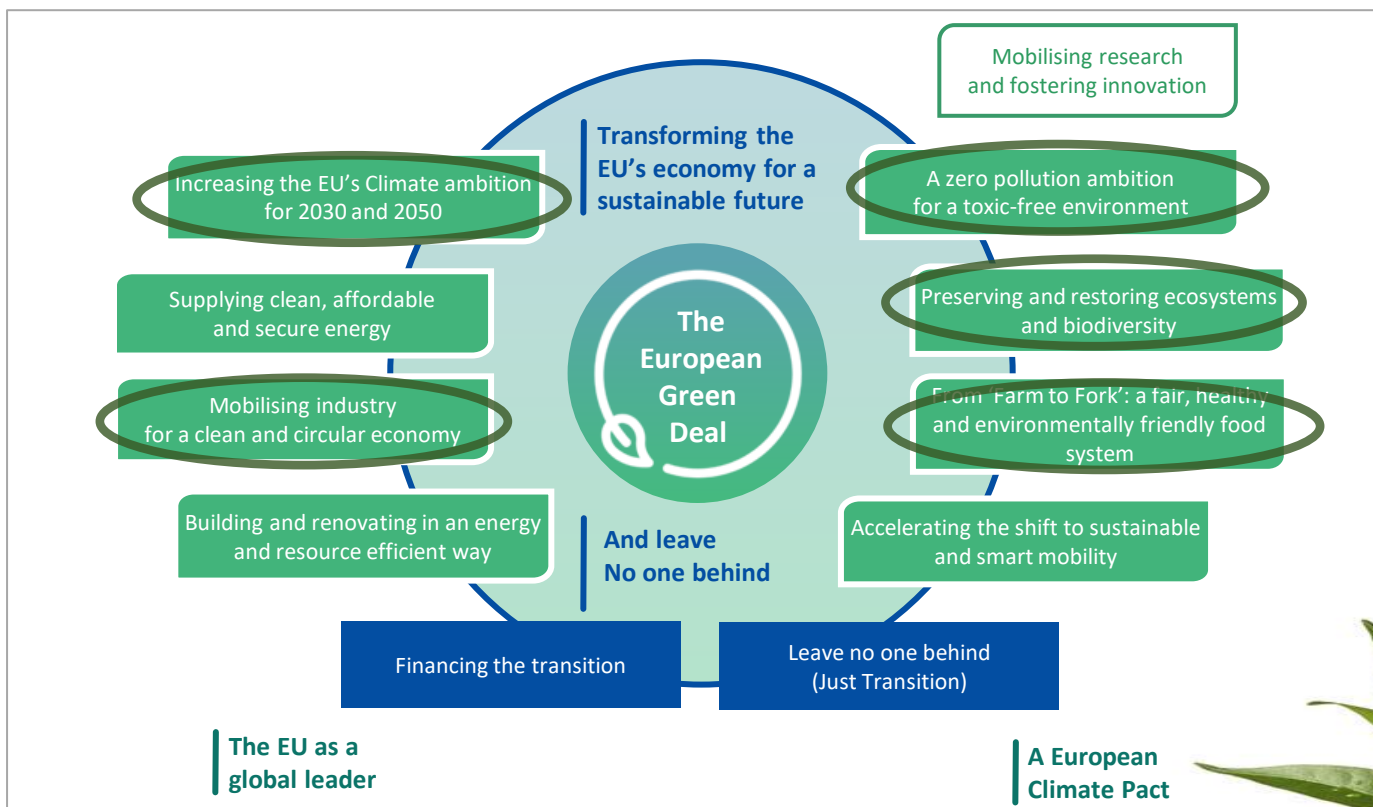 Mobilising research
and fostering innovation
Transforming the
EU's economy for a
sustainable future
Increasing the EU's Climate ambition
for 2030 and 2050
A zero pollution ambition
for a toxic-free environment
Supplying clean, affordable
and secure energy
The
European
Green
Deal
Preserving and restoring ecosystems
and biodiversity
Mobilising industry
for a clean and circular economy
From 'Farm to Fork': a fair, healthy
and environmentally friendly food
system
Building and renovating in an energy
and resource efficient way
And leave
No one behind
Accelerating the shift to sustainable
and smart mobility
Financing the transition
Leave no one behind
(Just Transition)
The EU as a
global leader
A European
Climate Pact